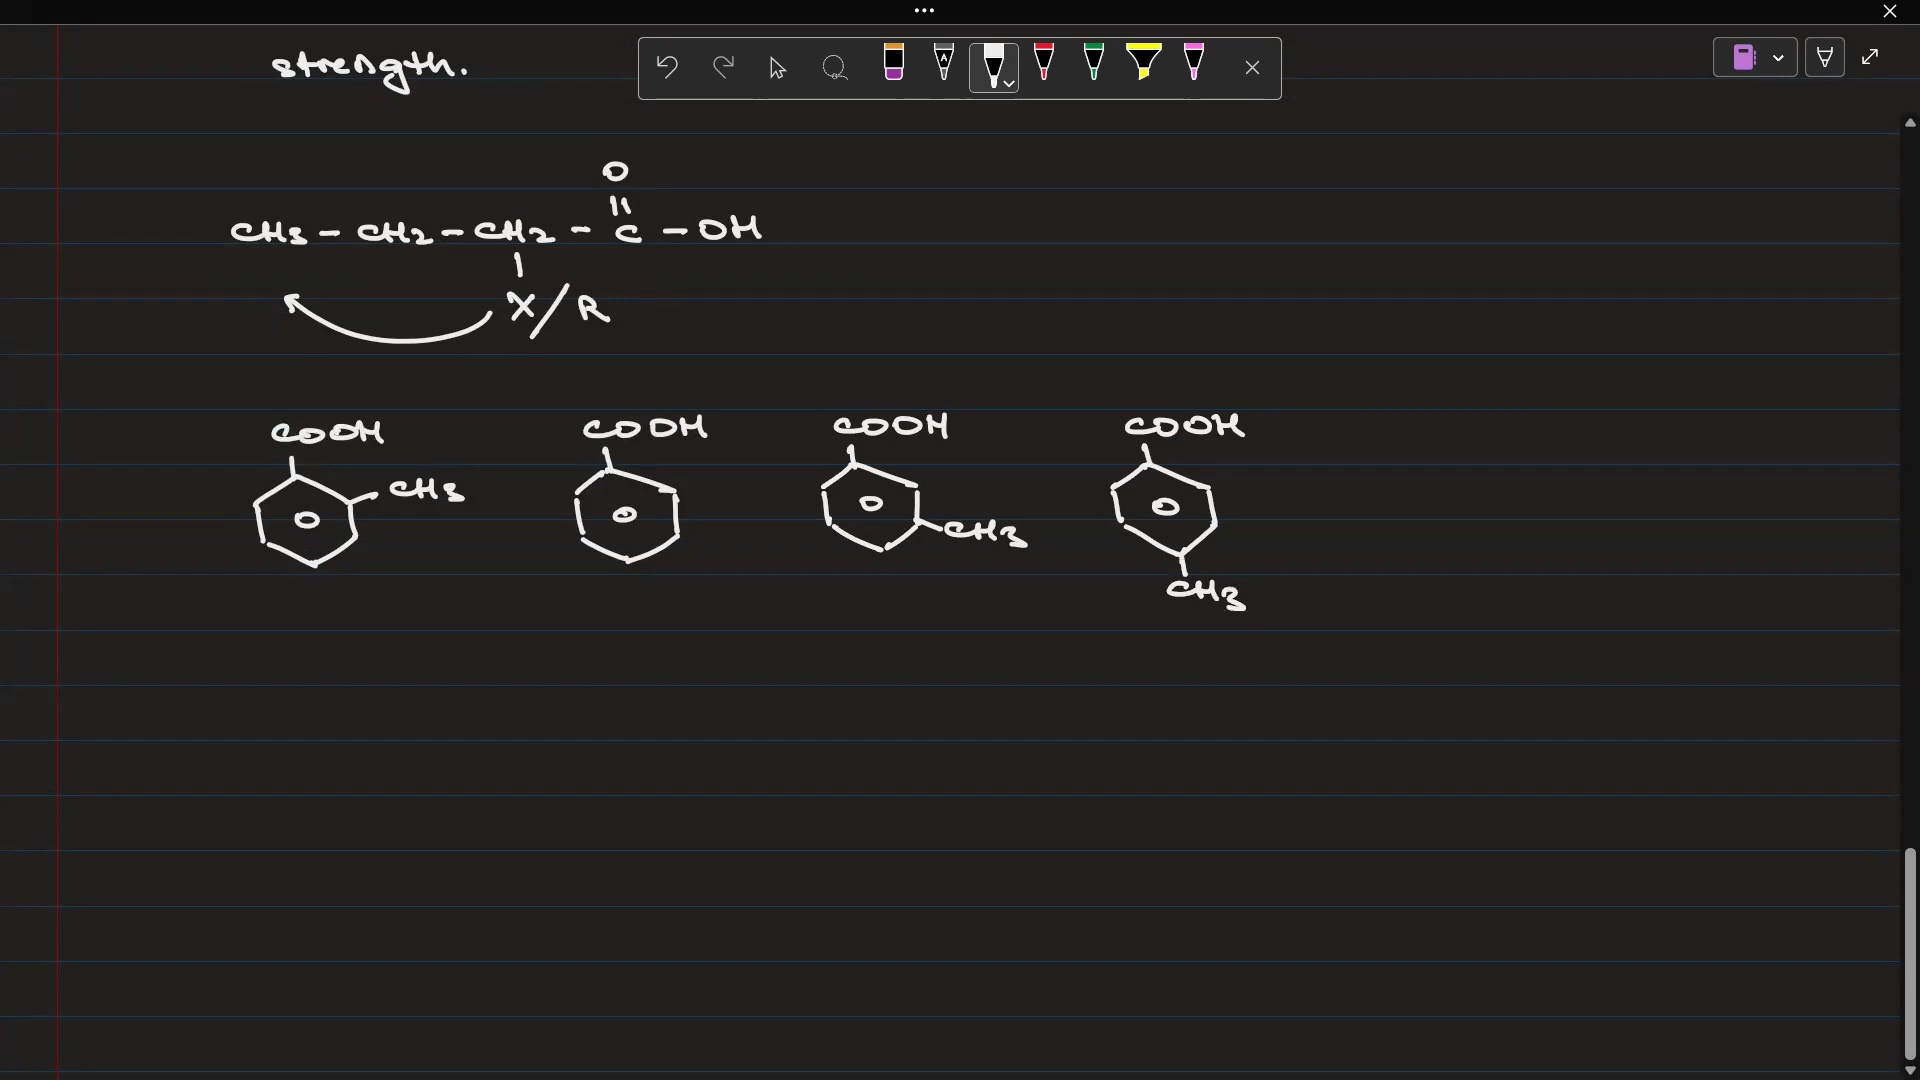 strength.
O
||
CH3 - CH2 - CH2 - C - OH
|
X/R
COOH COOH COOH COOH
CH3
CH3
CH3